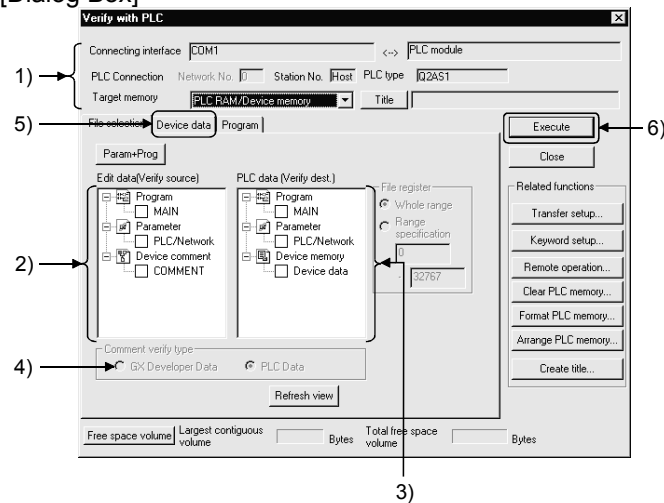 [Dialog Box]
Verify with PLC
Connecting interface COM1 <--> PLC module
1)
PLC Connection Network No. 0 Station No. Host PLC type Q2AS1
Target memory PLC RAM/Device memory Title
5)
File selection Device data Program
Execute
6)
Param+Prog
Close
Edit data(Verify source) PLC data (Verify dest.)
File register
Related functions
Program Program
Whole range
MAIN MAIN
Transfer setup...
Parameter Parameter
Range specification
PLC/Network PLC/Network
Keyword setup...
2)
Device comment Device memory
0
COMMENT Device data
Remote operation...
- 32767
Clear PLC memory...
Format PLC memory...
Arrange PLC memory...
Comment verify type
4)
GX Developer Data PLC Data
Create title...
Refresh view
Free space volume Largest contiguous volume Bytes Total free space volume Bytes
3)